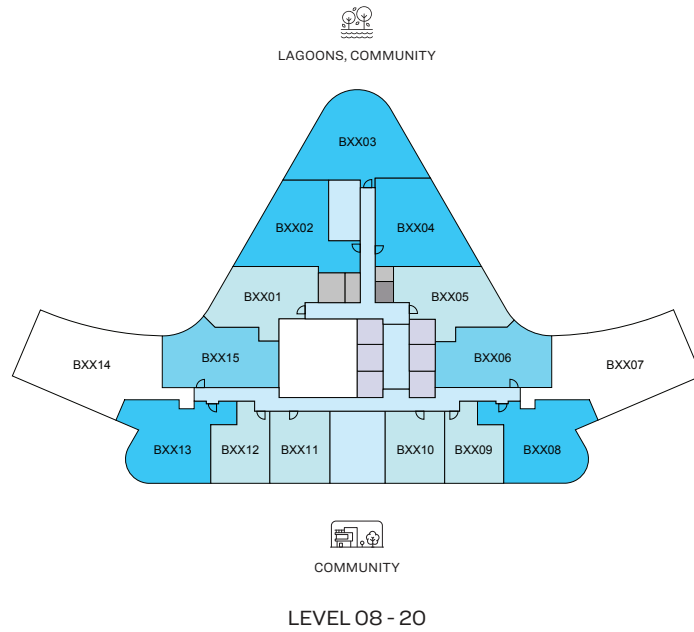 LAGOONS, COMMUNITY
BXX03
BXX02
BXX04
BXX01
BXX05
BXX14
BXX15
BXX06
BXX07
BXX13
BXX12
BXX11
BXX10
BXX09
BXX08
COMMUNITY
LEVEL 08 - 20